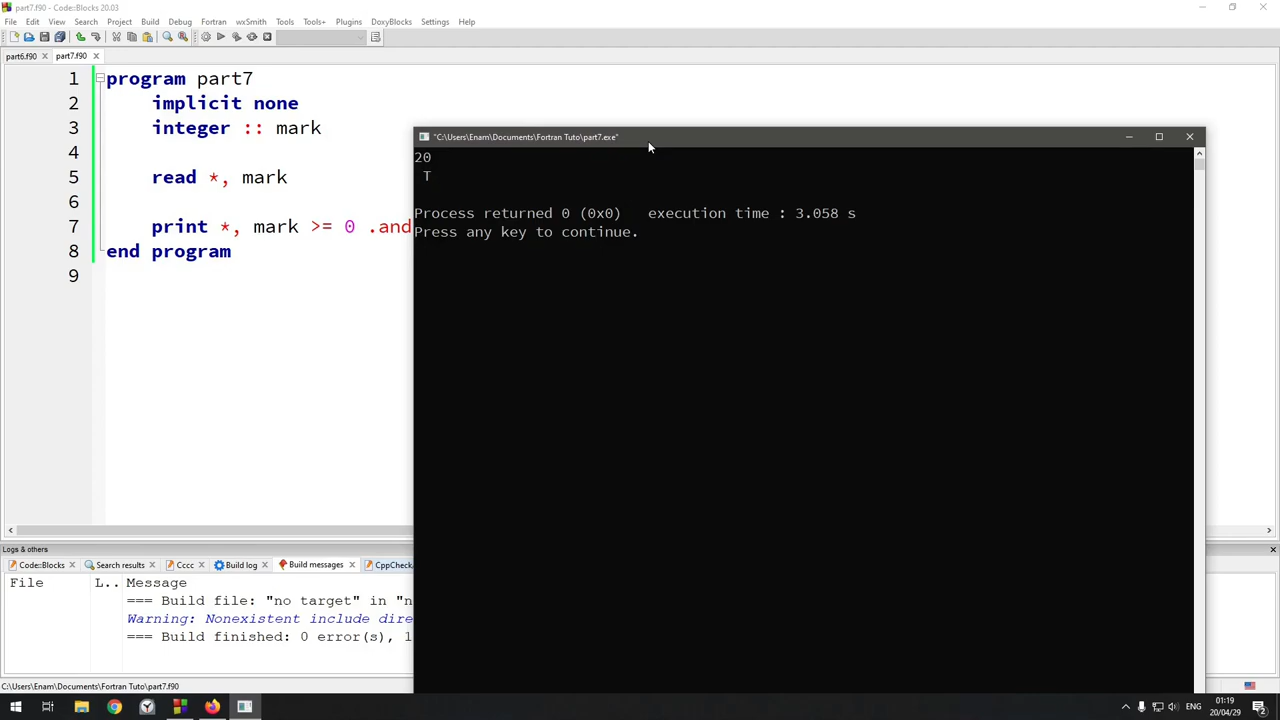 part7.f90 - Code::Blocks 20.03
File Edit View Search Project Build Debug Fortran wxSmith Tools Tools+ Plugins DoxyBlocks Settings Help
part6.f90 part7.f90
1 program part7
2 implicit none
3 integer :: mark
4
5 read *, mark
6
7 print *, mark >= 0 .and
8 end program
9
"C:\Users\Enam\Documents\Fortran Tuto\part7.exe"
20
T
Process returned 0 (0x0) execution time : 3.058 s
Press any key to continue.
Logs & others
Code::Blocks Search results Cccc Build log Build messages CppCheck
File L.. Message
=== Build file: "no target" in "n
Warning: Nonexistent include dire
=== Build finished: 0 error(s), 1
C:\Users\Enam\Documents\Fortran Tuto\part7.f90
ENG
01:19
20/04/29
2